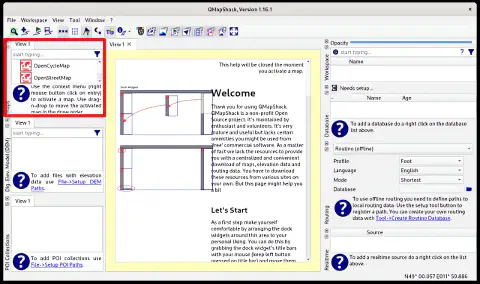 QMapShack, Version 1.16.1
File Workspace View Tool Window ?
View 1
start typing...
OpenCycleMap
OpenStreetMap
Use the context menu (right
mouse button click on entry)
to activate a map. Use drag-
n-drop to move the activated
map in the draw order.
View 1
start typing...
Dig. Elev. Model (DEM)
To add files with elevation
data use File->Setup DEM
Paths.
View 1
POI Collections
To add POI collections, use
File->Setup POI Paths.
View 1
This help will be closed the moment
you activate a map.
Welcome
Thank you for using QMapShack.
QMapShack is a non-profit Open
Source project. It's maintained by
enthusiast and volunteers. It's very
mature and useful but lacks certain
amenities you might be used from
'free' commercial software. As a matter
of fact we lack the resources to provide
you with a centralized and convenient
download of maps, elevation data and
routing data. You have to download
these resources from various sites on
your own. But this page might help you
a bit
Let's Start
As a first step make yourself
comfortable by arranging the dock
widgets around this area to your
personal liking. You can do this by
grabbing the dock widget's title bar
with your mouse (keep left button
pressed on title bar) and move them
Opacity
start typing...
Workspace
Name
Needs setup...
Name Age
Database
To add a database do a right click on the database
list above.
Routino (offline)
Profile Foot
Language English
Mode Shortest
Database
Routing
To use offline routing you need to define paths to
local routing data. Use the setup tool button to
register a path. You can create your own routing
data with Tool->Create Routino Database.
Source
Realtime
To add a realtime source do a right click on the list
above.
N49° 00.057 E011° 59.886